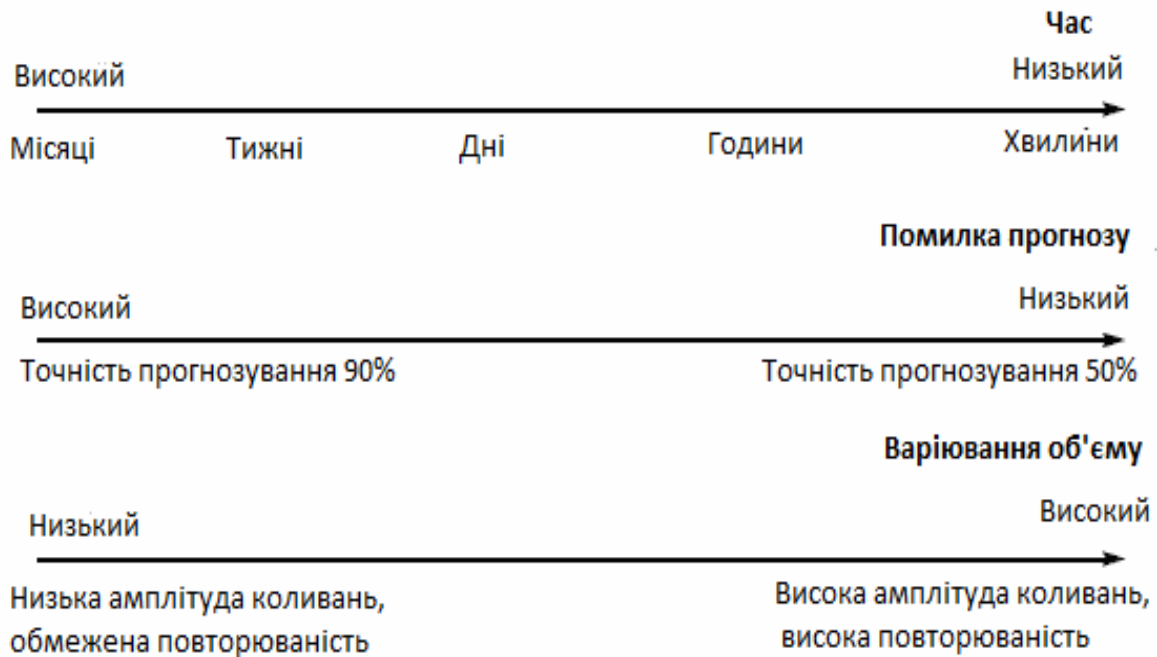 Час
Високий Низький
Місяці Тижні Дні Години Хвилини
Помилка прогнозу
Високий Низький
Точність прогнозування 90% Точність прогнозування 50%
Варіювання об'єму
Низький Високий
Низька амплітуда коливань, Висока амплітуда коливань,
обмежена повторюваність висока повторюваність